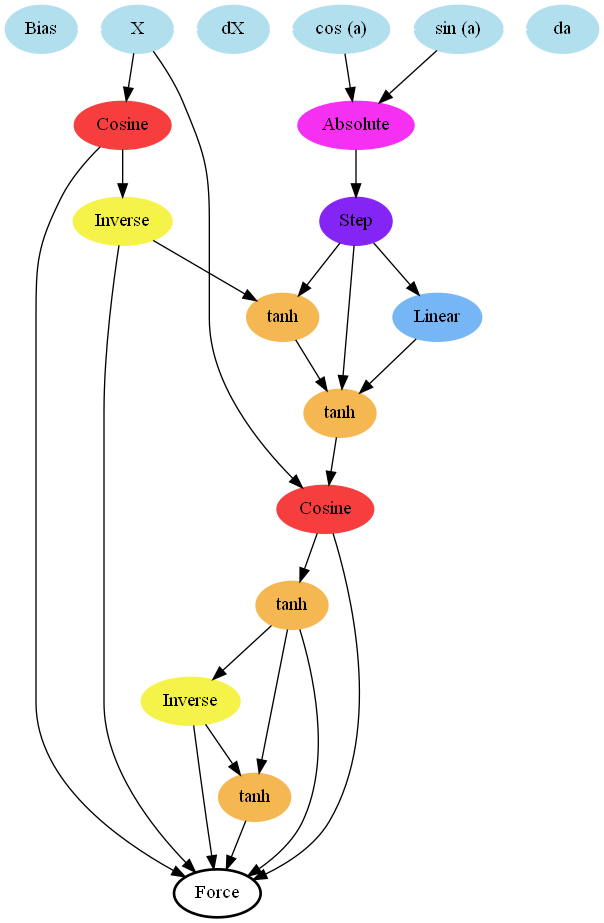 Bias X dX cos (a) sin (a) da
Cosine Absolute
Inverse Step
tanh Linear
tanh
Cosine
tanh
Inverse
tanh
Force